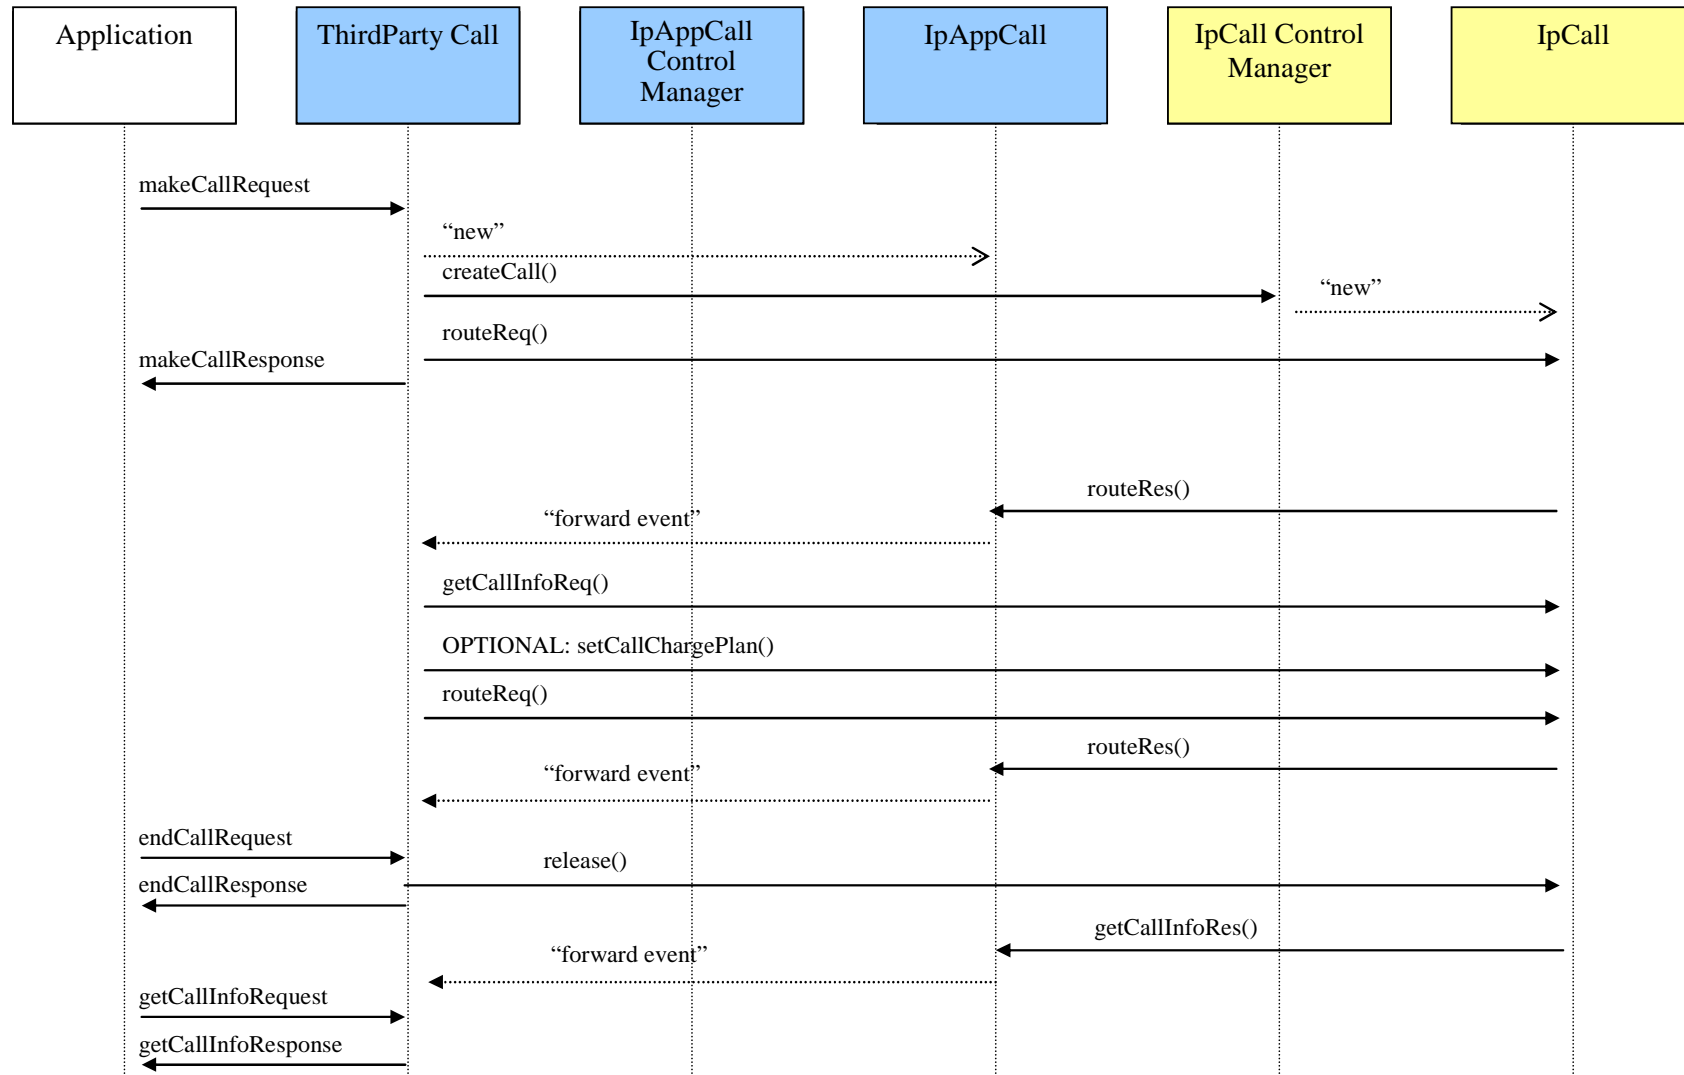 Application
ThirdParty Call
IpAppCall
Control
Manager
IpAppCall
IpCall Control
Manager
IpCall
makeCallRequest
“new”
createCall()
“new”
routeReq()
makeCallResponse
routeRes()
“forward event”
getCallInfoReq()
OPTIONAL: setCallChargePlan()
routeReq()
routeRes()
“forward event”
endCallRequest
release()
endCallResponse
getCallInfoRes()
“forward event”
getCallInfoRequest
getCallInfoResponse